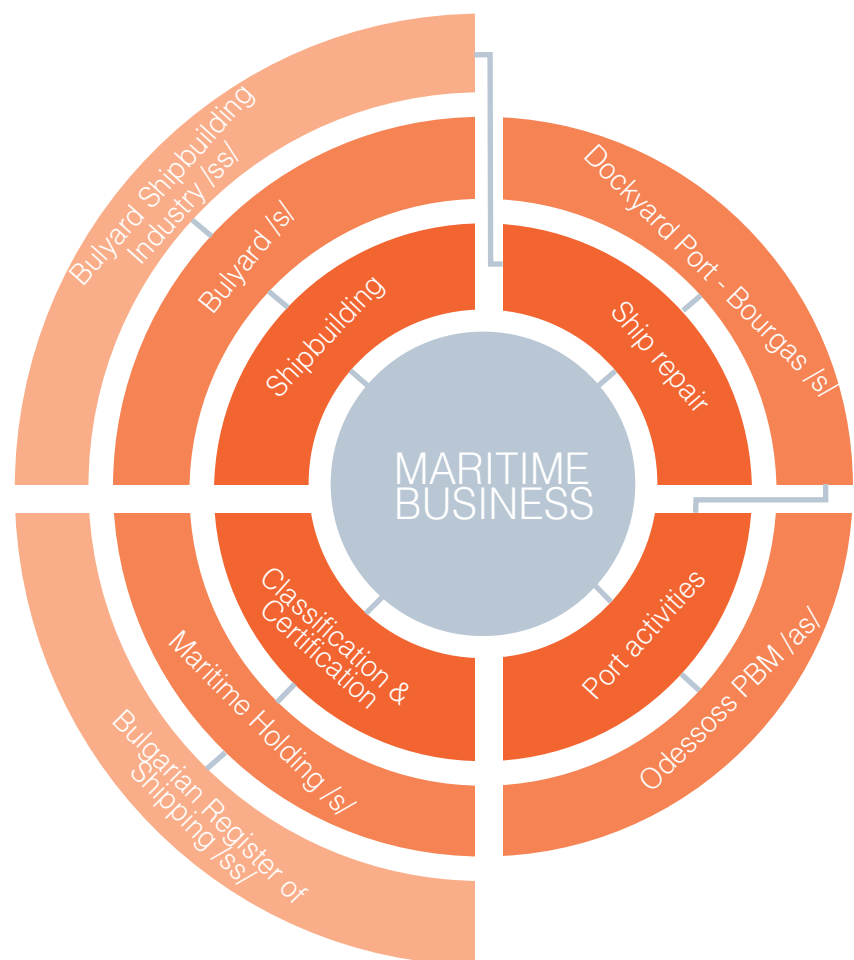 MARITIME
BUSINESS
Shipbuilding
Bulyard /s/
Bulyard Shipbuilding
Industry /ss/
Ship repair
Dockyard Port - Bourgas /s/
Port activities
Odessoss PBM /as/
Classification &
Certification
Maritime Holding /s/
Bulgarian Register of
Shipping /ss/